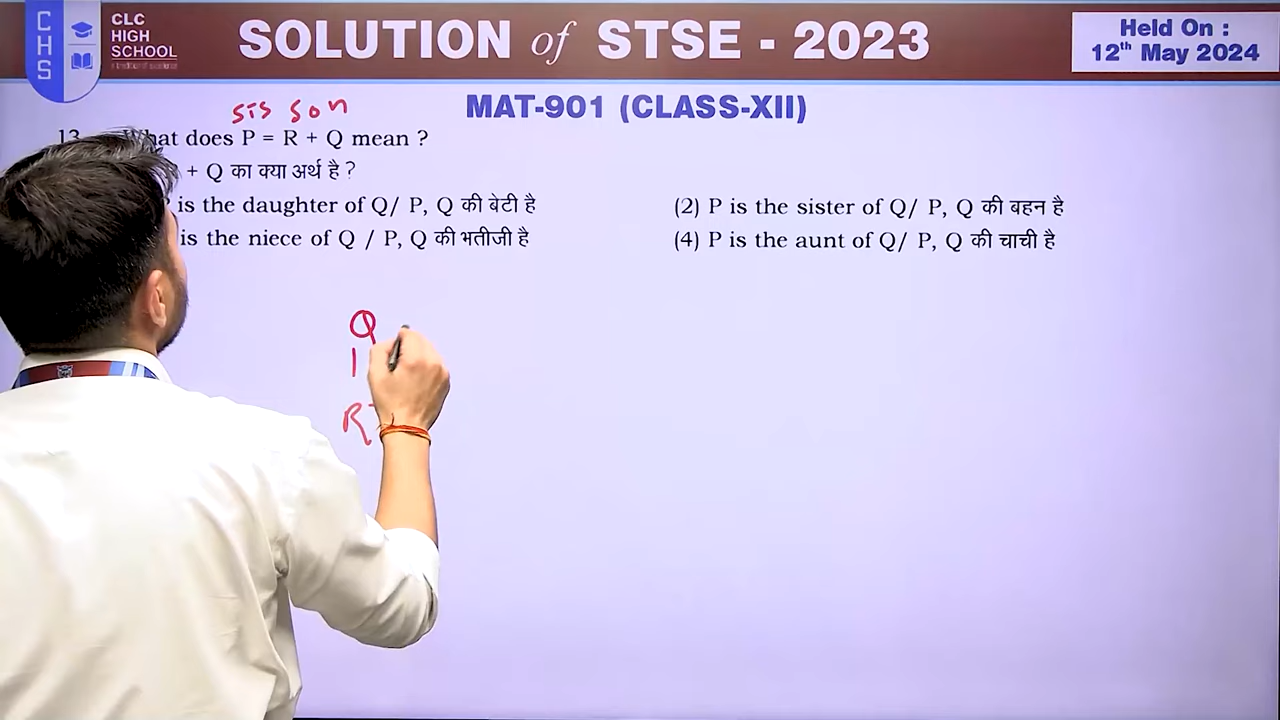 CHS
CLC
HIGH
SCHOOL
SOLUTION of STSE - 2023
Held On :
12th May 2024
MAT-901 (CLASS-XII)
sis son
13. What does P = R + Q mean ?
+ Q का क्या अर्थ है ?
is the daughter of Q/ P, Q की बेटी है
(2) P is the sister of Q/ P, Q की बहन है
is the niece of Q / P, Q की भतीजी है
(4) P is the aunt of Q/ P, Q की चाची है
Q
R